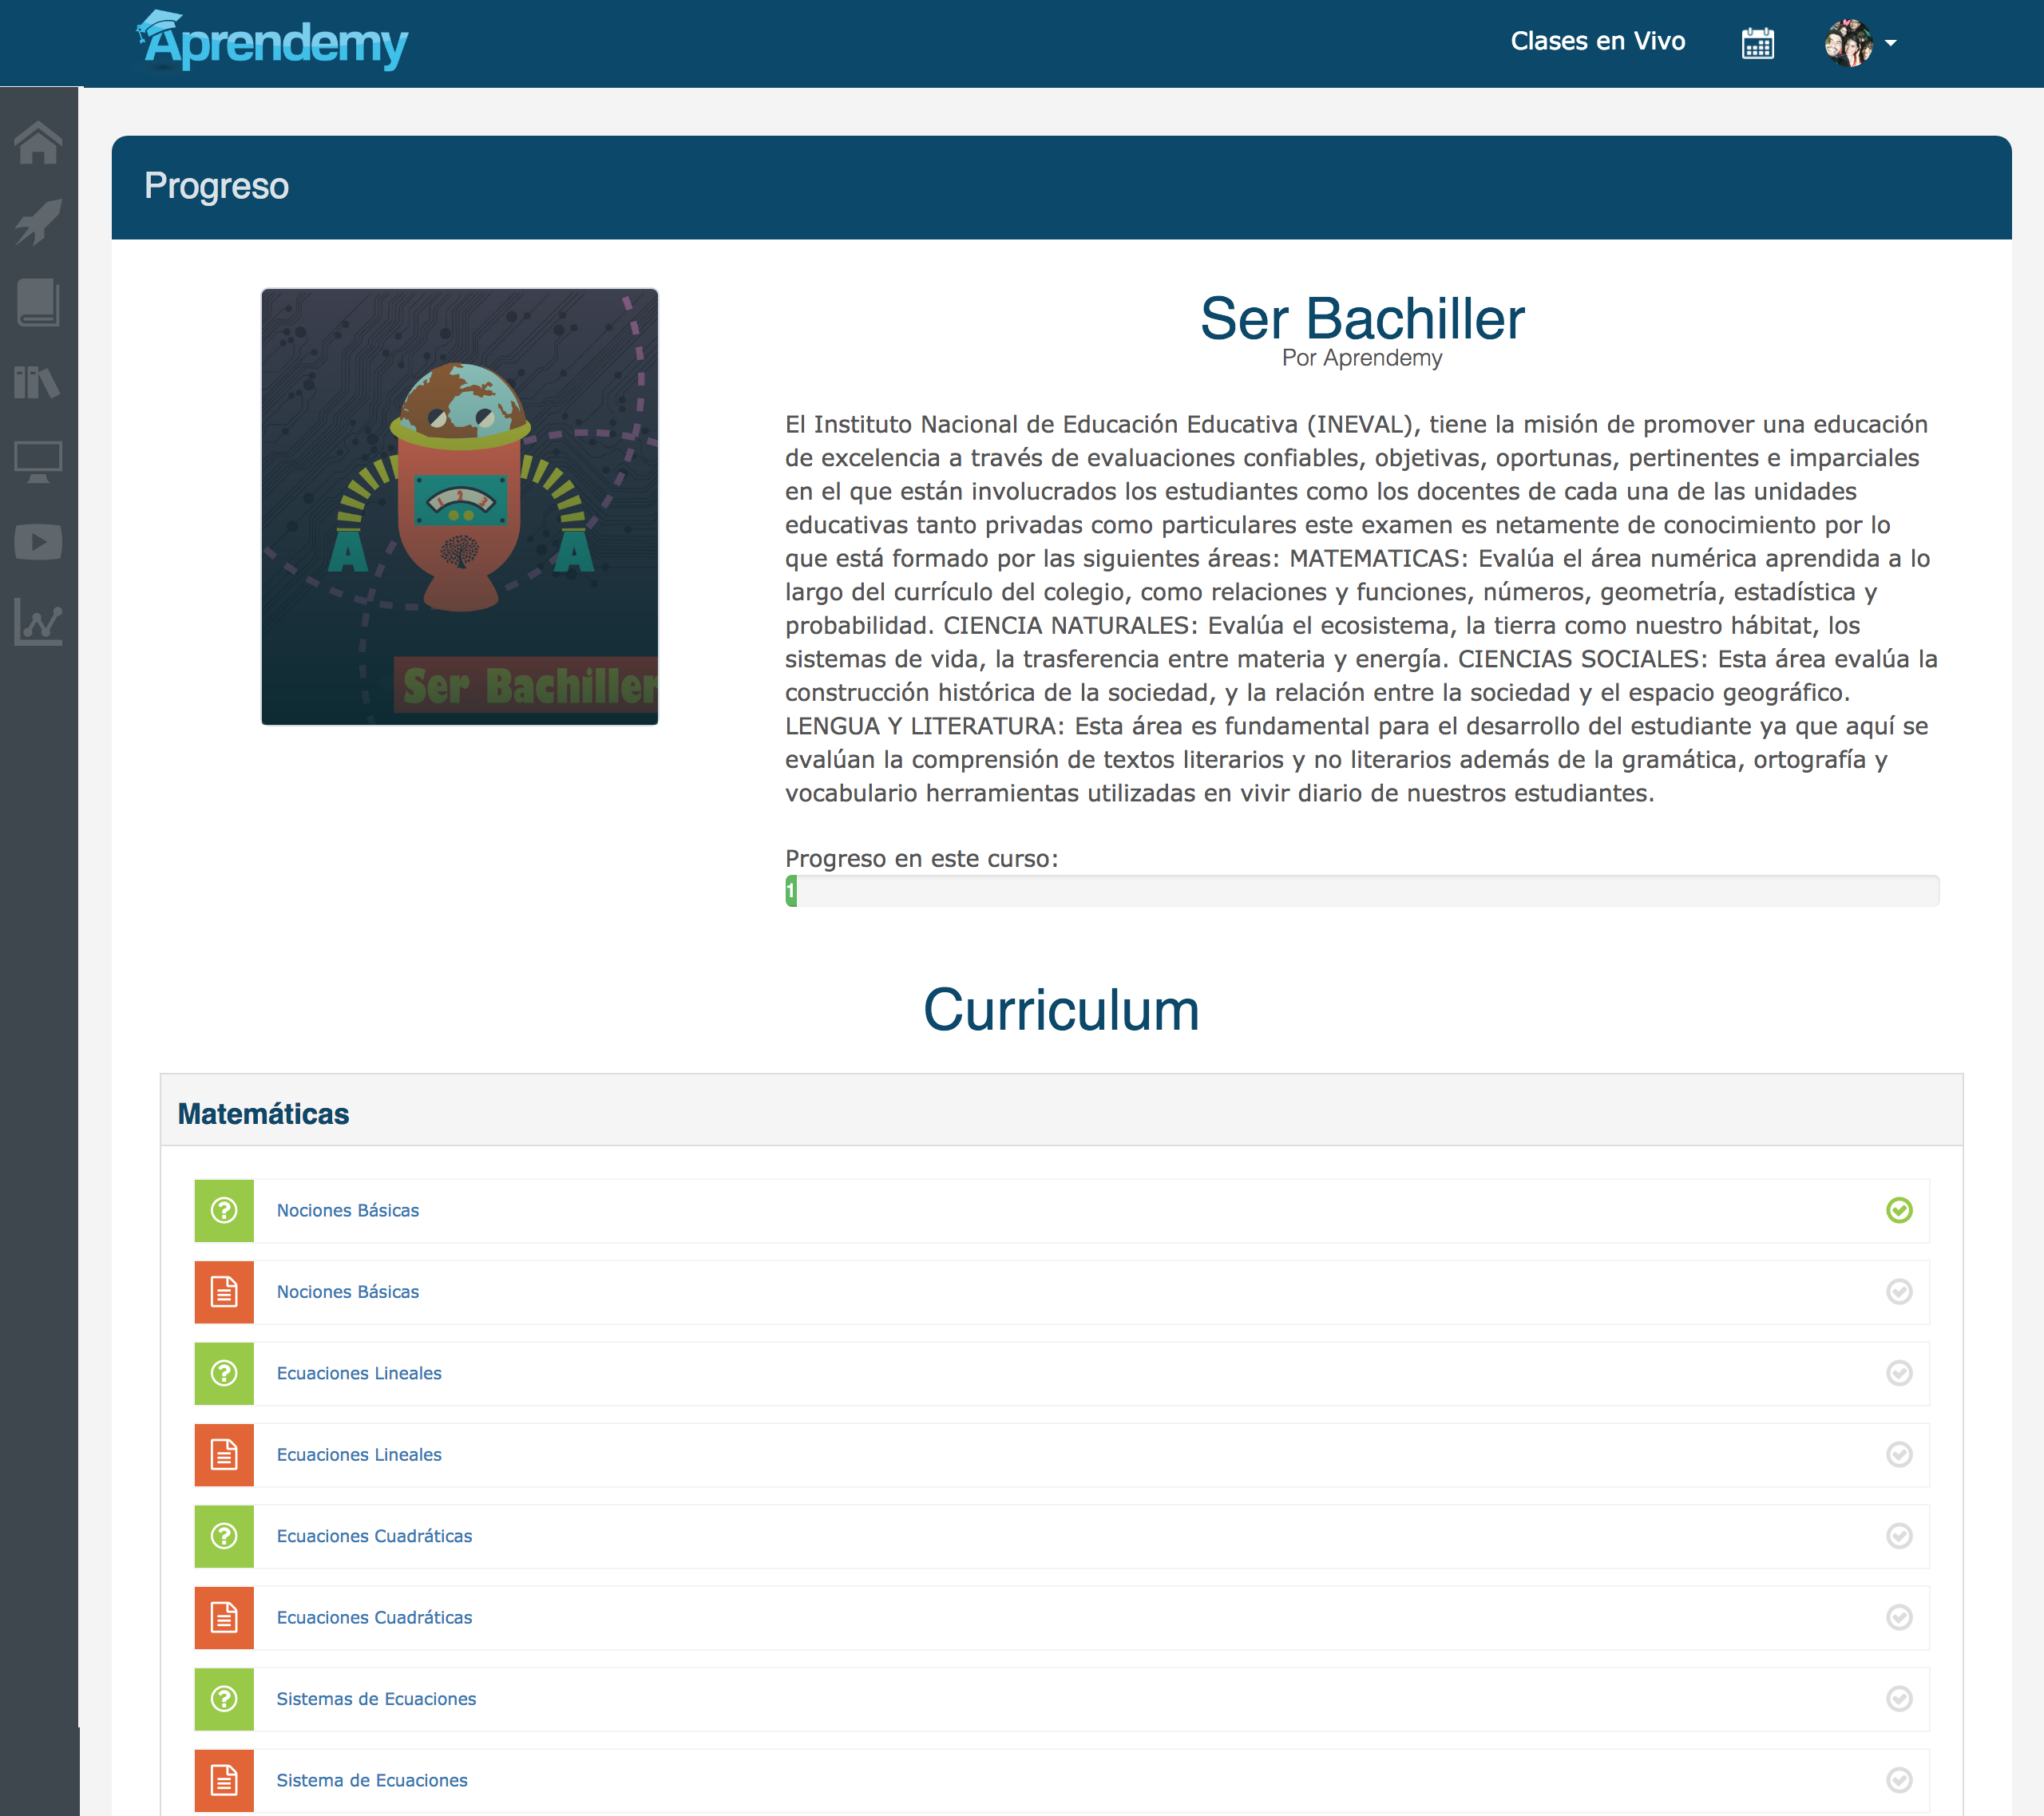 Aprendemy
Clases en Vivo
Progreso
1 2 3
A A
Ser Bachiller
Ser Bachiller
Por Aprendemy
El Instituto Nacional de Educación Educativa (INEVAL), tiene la misión de promover una educación
de excelencia a través de evaluaciones confiables, objetivas, oportunas, pertinentes e imparciales
en el que están involucrados los estudiantes como los docentes de cada una de las unidades
educativas tanto privadas como particulares este examen es netamente de conocimiento por lo
que está formado por las siguientes áreas: MATEMATICAS: Evalúa el área numérica aprendida a lo
largo del currículo del colegio, como relaciones y funciones, números, geometría, estadística y
probabilidad. CIENCIA NATURALES: Evalúa el ecosistema, la tierra como nuestro hábitat, los
sistemas de vida, la trasferencia entre materia y energía. CIENCIAS SOCIALES: Esta área evalúa la
construcción histórica de la sociedad, y la relación entre la sociedad y el espacio geográfico.
LENGUA Y LITERATURA: Esta área es fundamental para el desarrollo del estudiante ya que aquí se
evalúan la comprensión de textos literarios y no literarios además de la gramática, ortografía y
vocabulario herramientas utilizadas en vivir diario de nuestros estudiantes.
Progreso en este curso:
1
Curriculum
Matemáticas
Nociones Básicas
Nociones Básicas
Ecuaciones Lineales
Ecuaciones Lineales
Ecuaciones Cuadráticas
Ecuaciones Cuadráticas
Sistemas de Ecuaciones
Sistema de Ecuaciones